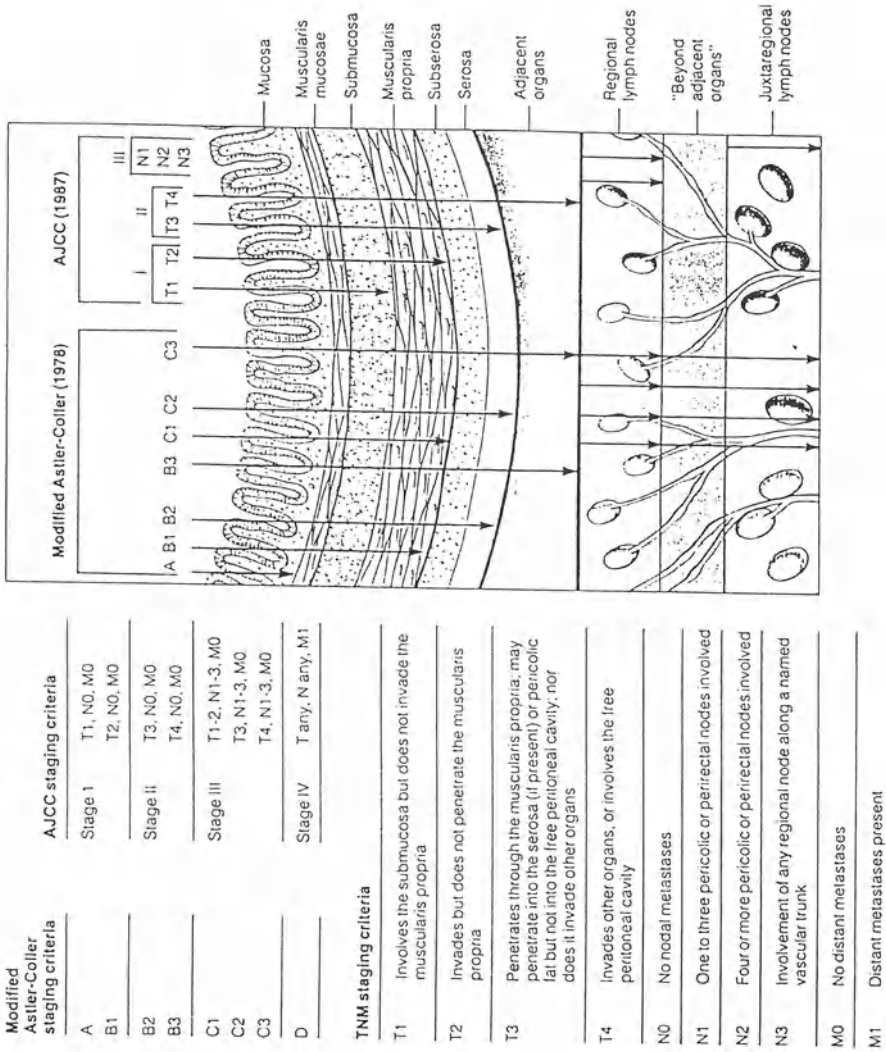 Modified
Astler-Coller
staging criteria
AJCC staging criteria
A
Stage I
T1, N0, M0
B1
T2, N0, M0
B2
Stage II
T3, N0, M0
B3
T4, N0, M0
C1
Stage III
T1-2, N1-3, M0
C2
T3, N1-3, M0
C3
T4, N1-3, M0
D
Stage IV
T any, N any, M1
TNM staging criteria
T1
Involves the submucosa but does not invade the
muscularis propria
T2
Invades but does not penetrate the muscularis
propria
T3
Penetrates through the muscularis propria; may
penetrate into the serosa (if present) or pericolic
fat but not into the free peritoneal cavity; nor
does it invade other organs
T4
Invades other organs, or involves the free
peritoneal cavity
N0
No nodal metastases
N1
One to three pericolic or perirectal nodes involved
N2
Four or more pericolic or perirectal nodes involved
N3
Involvement of any regional node along a named
vascular trunk
M0
No distant metastases
M1
Distant metastases present
Modified Astler-Coller (1978)
AJCC (1987)
I
II
III
A
B1
B2
B3
C1
C2
C3
T1
T2
T3
T4
N1
N2
N3
Mucosa
Muscularis
mucosae
Submucosa
Muscularis
propria
Subserosa
Serosa
Adjacent
organs
Regional
lymph nodes
"Beyond
adjacent
organs"
Juxtaregional
lymph nodes